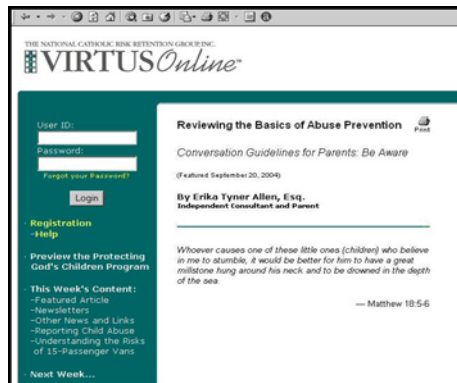 THE NATIONAL CATHOLIC RISK RETENTION GROUP, INC.
VIRTUS Online™
User ID:
Password:
Forgot your Password?
Login
· Registration
-Help
· Preview the Protecting
God's Children Program
· This Week's Content:
-Featured Article
-Newsletters
-Other News and Links
-Reporting Child Abuse
-Understanding the Risks
of 15-Passenger Vans
· Next Week...
Reviewing the Basics of Abuse Prevention
Print
Conversation Guidelines for Parents: Be Aware
(Featured September 20, 2004)
By Erika Tyner Allen, Esq.
Independent Consultant and Parent
Whoever causes one of these little ones (children) who believe
in me to stumble, it would be better for him to have a great
millstone hung around his neck and to be drowned in the depth
of the sea.
— Matthew 18:5-6